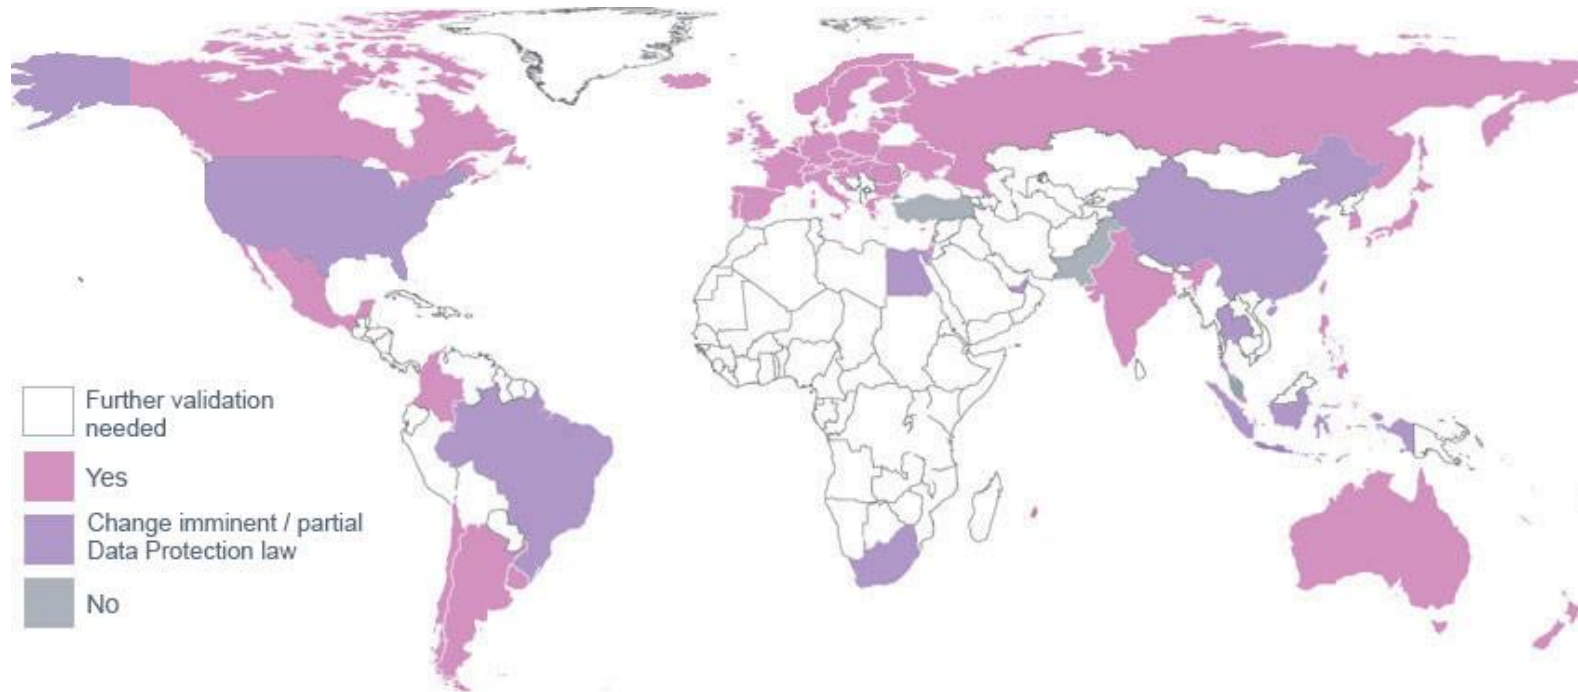 Further validation
needed
Yes
Change imminent / partial
Data Protection law
No